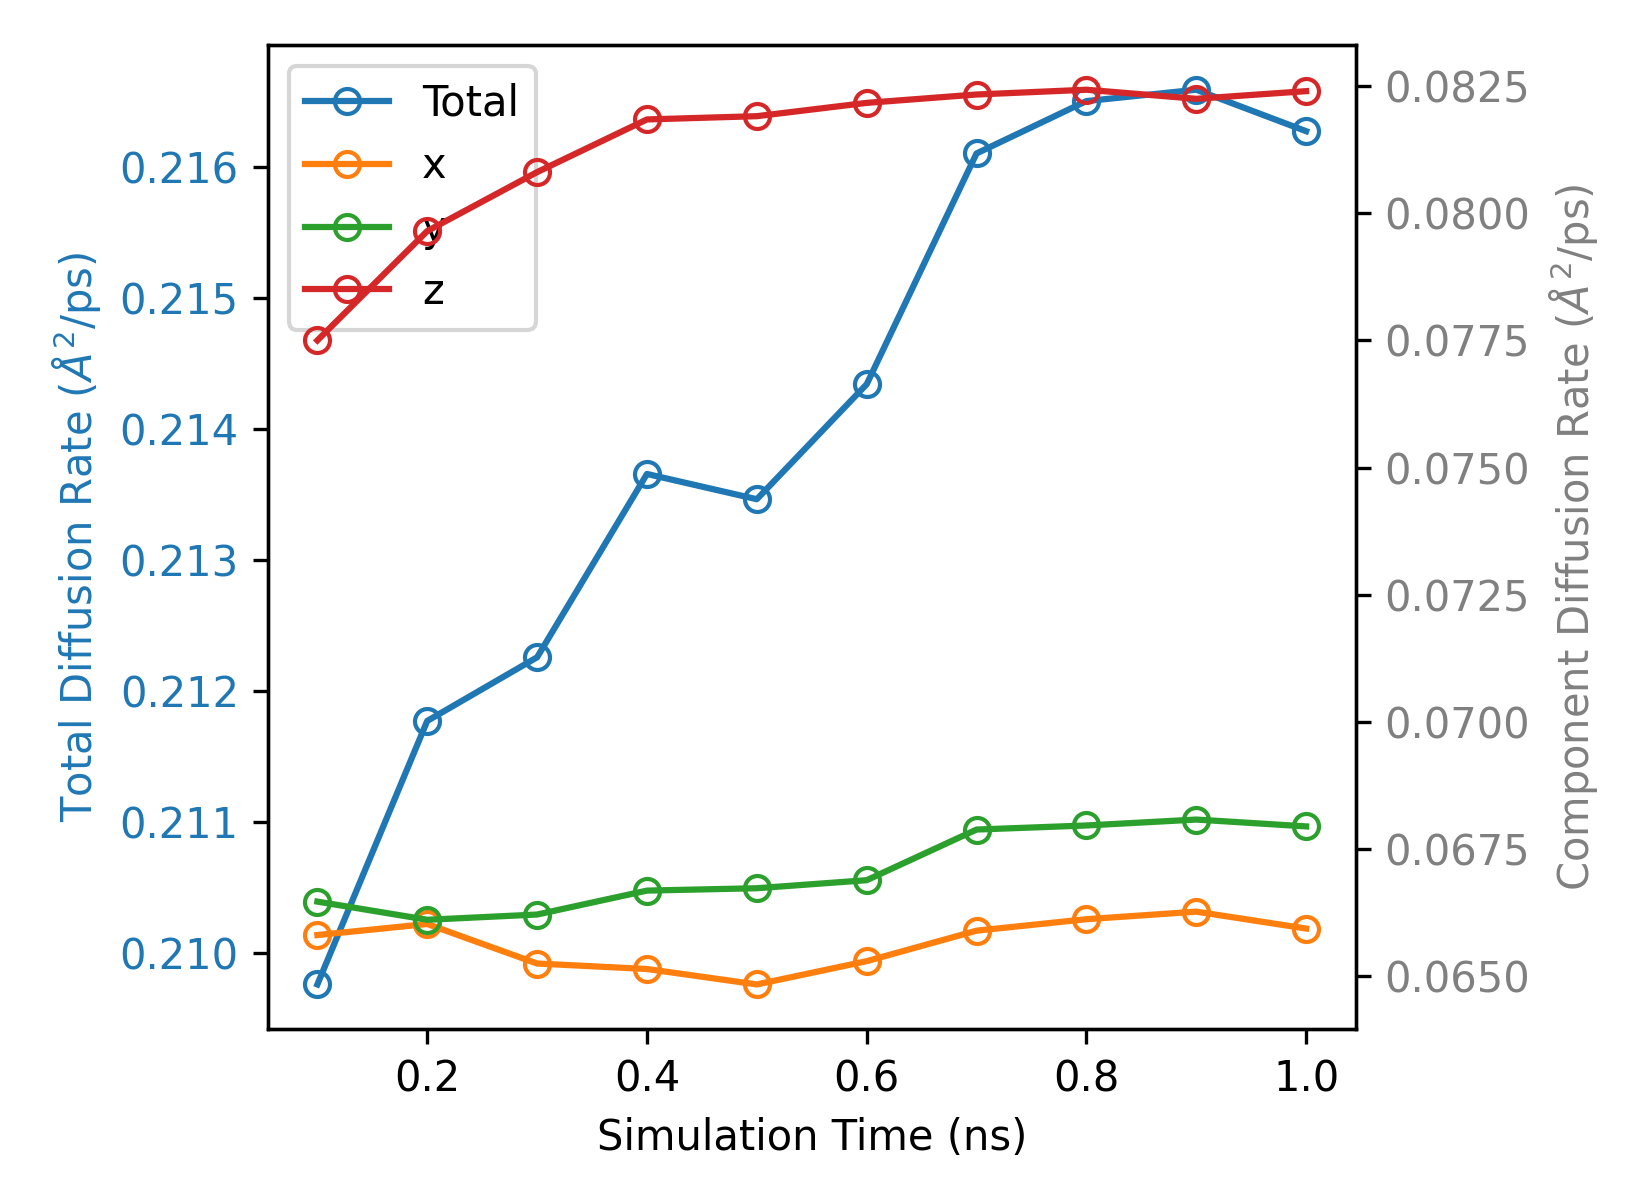 Total
x
y
z
Total Diffusion Rate (Å²/ps)
0.216
0.215
0.214
0.213
0.212
0.211
0.210
0.0825
0.0800
0.0775
0.0750
0.0725
0.0700
0.0675
0.0650
Component Diffusion Rate (Å²/ps)
0.2 0.4 0.6 0.8 1.0
Simulation Time (ns)